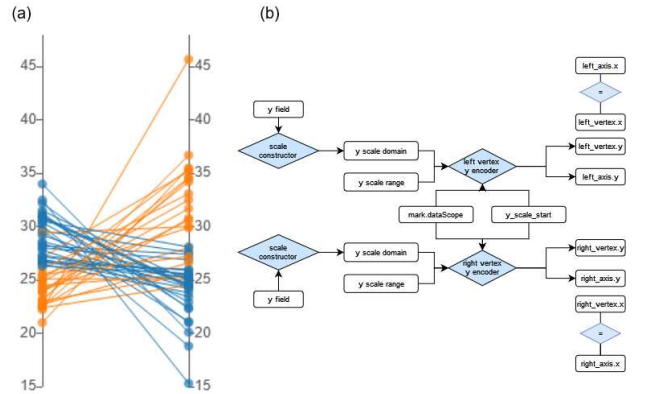 (a)
45
40
35
30
25
20
15
45
40
35
30
25
20
15
(b)
y field
scale
constructor
y scale domain
y scale range
left vertex
y encoder
left_axis.x
=
left_vertex.x
left_vertex.y
left_axis.y
mark.dataScope
y_scale_start
scale
constructor
y field
y scale domain
y scale range
right vertex
y encoder
right_vertex.y
right_axis.y
right_vertex.x
=
right_axis.x